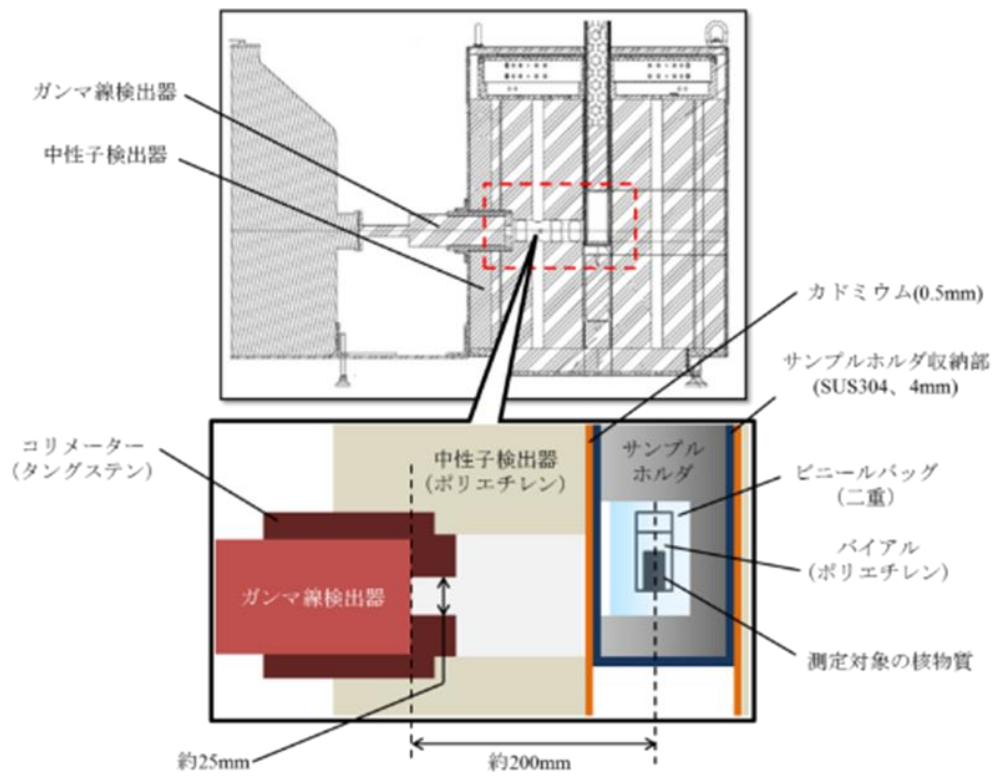 ガンマ線検出器
中性子検出器
カドミウム(0.5mm)
サンプルホルダ収納部
(SUS304、4mm)
コリメーター
(タングステン)
中性子検出器
(ポリエチレン)
サンプル
ホルダ
ビニールバッグ
(二重)
バイアル
(ポリエチレン)
ガンマ線検出器
測定対象の核物質
約25mm
約200mm